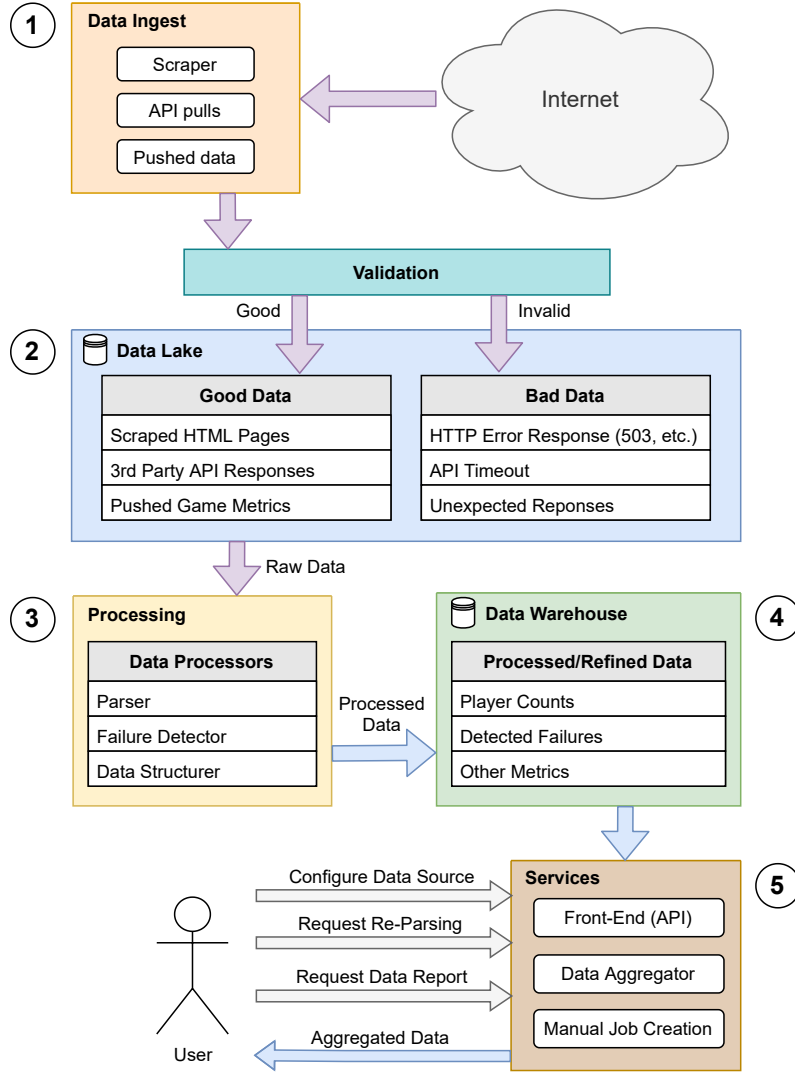 1
Data Ingest
Scraper
API pulls
Pushed data
Internet
Validation
Good
Invalid
2
Data Lake
Good Data
Scraped HTML Pages
3rd Party API Responses
Pushed Game Metrics
Bad Data
HTTP Error Response (503, etc.)
API Timeout
Unexpected Reponses
Raw Data
3
Processing
Data Processors
Parser
Failure Detector
Data Structurer
Processed
Data
4
Data Warehouse
Processed/Refined Data
Player Counts
Detected Failures
Other Metrics
5
Services
Front-End (API)
Data Aggregator
Manual Job Creation
Configure Data Source
Request Re-Parsing
Request Data Report
Aggregated Data
User